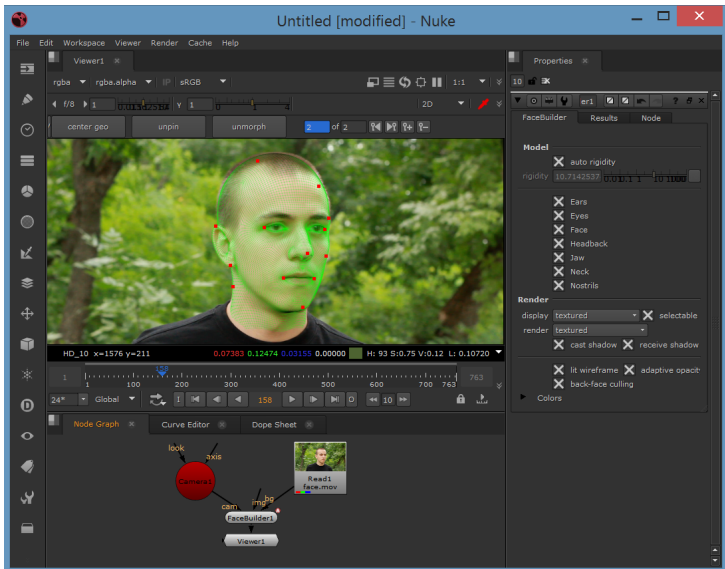 Untitled [modified] - Nuke
File Edit Workspace Viewer Render Cache Help
Viewer1
rgba rgba.alpha IP sRGB 1:1
f/8 1 Y 1 2D
center geo unpin unmorph 2 of 2
HD_10 x=1576 y=211 0.07383 0.12474 0.03155 0.00000 H: 93 S:0.75 V:0.12 L: 0.10720
1 158 763
1 100 200 300 400 500 600 700 763
24* Global I 158 O 10
Node Graph Curve Editor Dope Sheet
look axis
Camera1
Read1
face.mov
cam img bg
FaceBuilder1
Viewer1
Properties
10
er1
FaceBuilder Results Node
Model
auto rigidity
rigidity 10.7142537
Ears
Eyes
Face
Headback
Jaw
Neck
Nostrils
Render
display textured selectable
render textured
cast shadow receive shadow
lit wireframe adaptive opacit
back-face culling
Colors